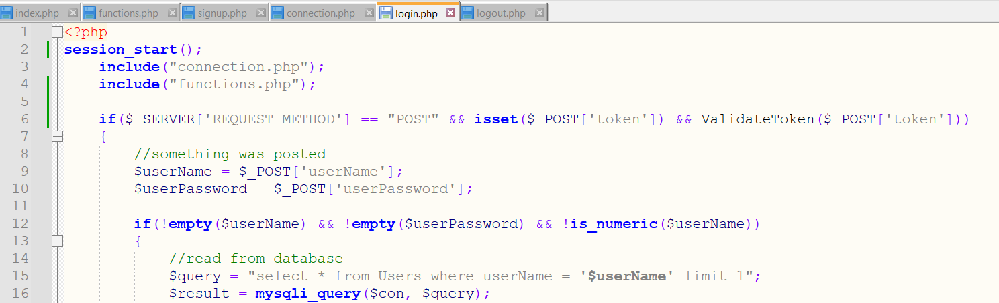 index.php functions.php signup.php connection.php login.php logout.php
1 <?php
2 session_start();
3 include("connection.php");
4 include("functions.php");
5
6 if($_SERVER['REQUEST_METHOD'] == "POST" && isset($_POST['token']) && ValidateToken($_POST['token']))
7 {
8 //something was posted
9 $userName = $_POST['userName'];
10 $userPassword = $_POST['userPassword'];
11
12 if(!empty($userName) && !empty($userPassword) && !is_numeric($userName))
13 {
14 //read from database
15 $query = "select * from Users where userName = '$userName' limit 1";
16 $result = mysqli_query($con, $query);